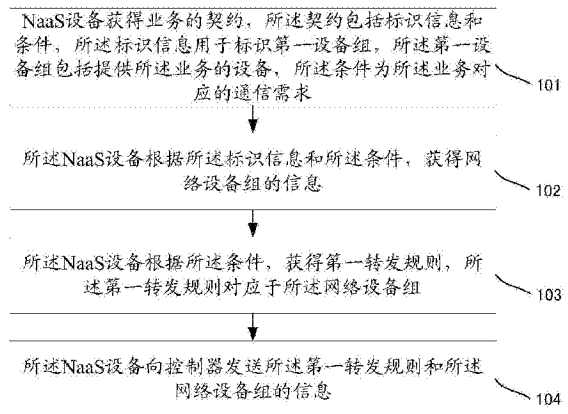 NaaS设备获得业务的契约，所述契约包括标识信息和
条件，所述标识信息用于标识第一设备组，所述第一设
备组包括提供所述业务的设备，所述条件为所述业务对
应的通信需求
101
所述NaaS设备根据所述标识信息和所述条件，获得网
络设备组的信息
102
所述NaaS设备根据所述条件，获得第一转发规则，所
述第一转发规则对应于所述网络设备组
103
所述NaaS设备向控制器发送所述第一转发规则和所述
网络设备组的信息
104